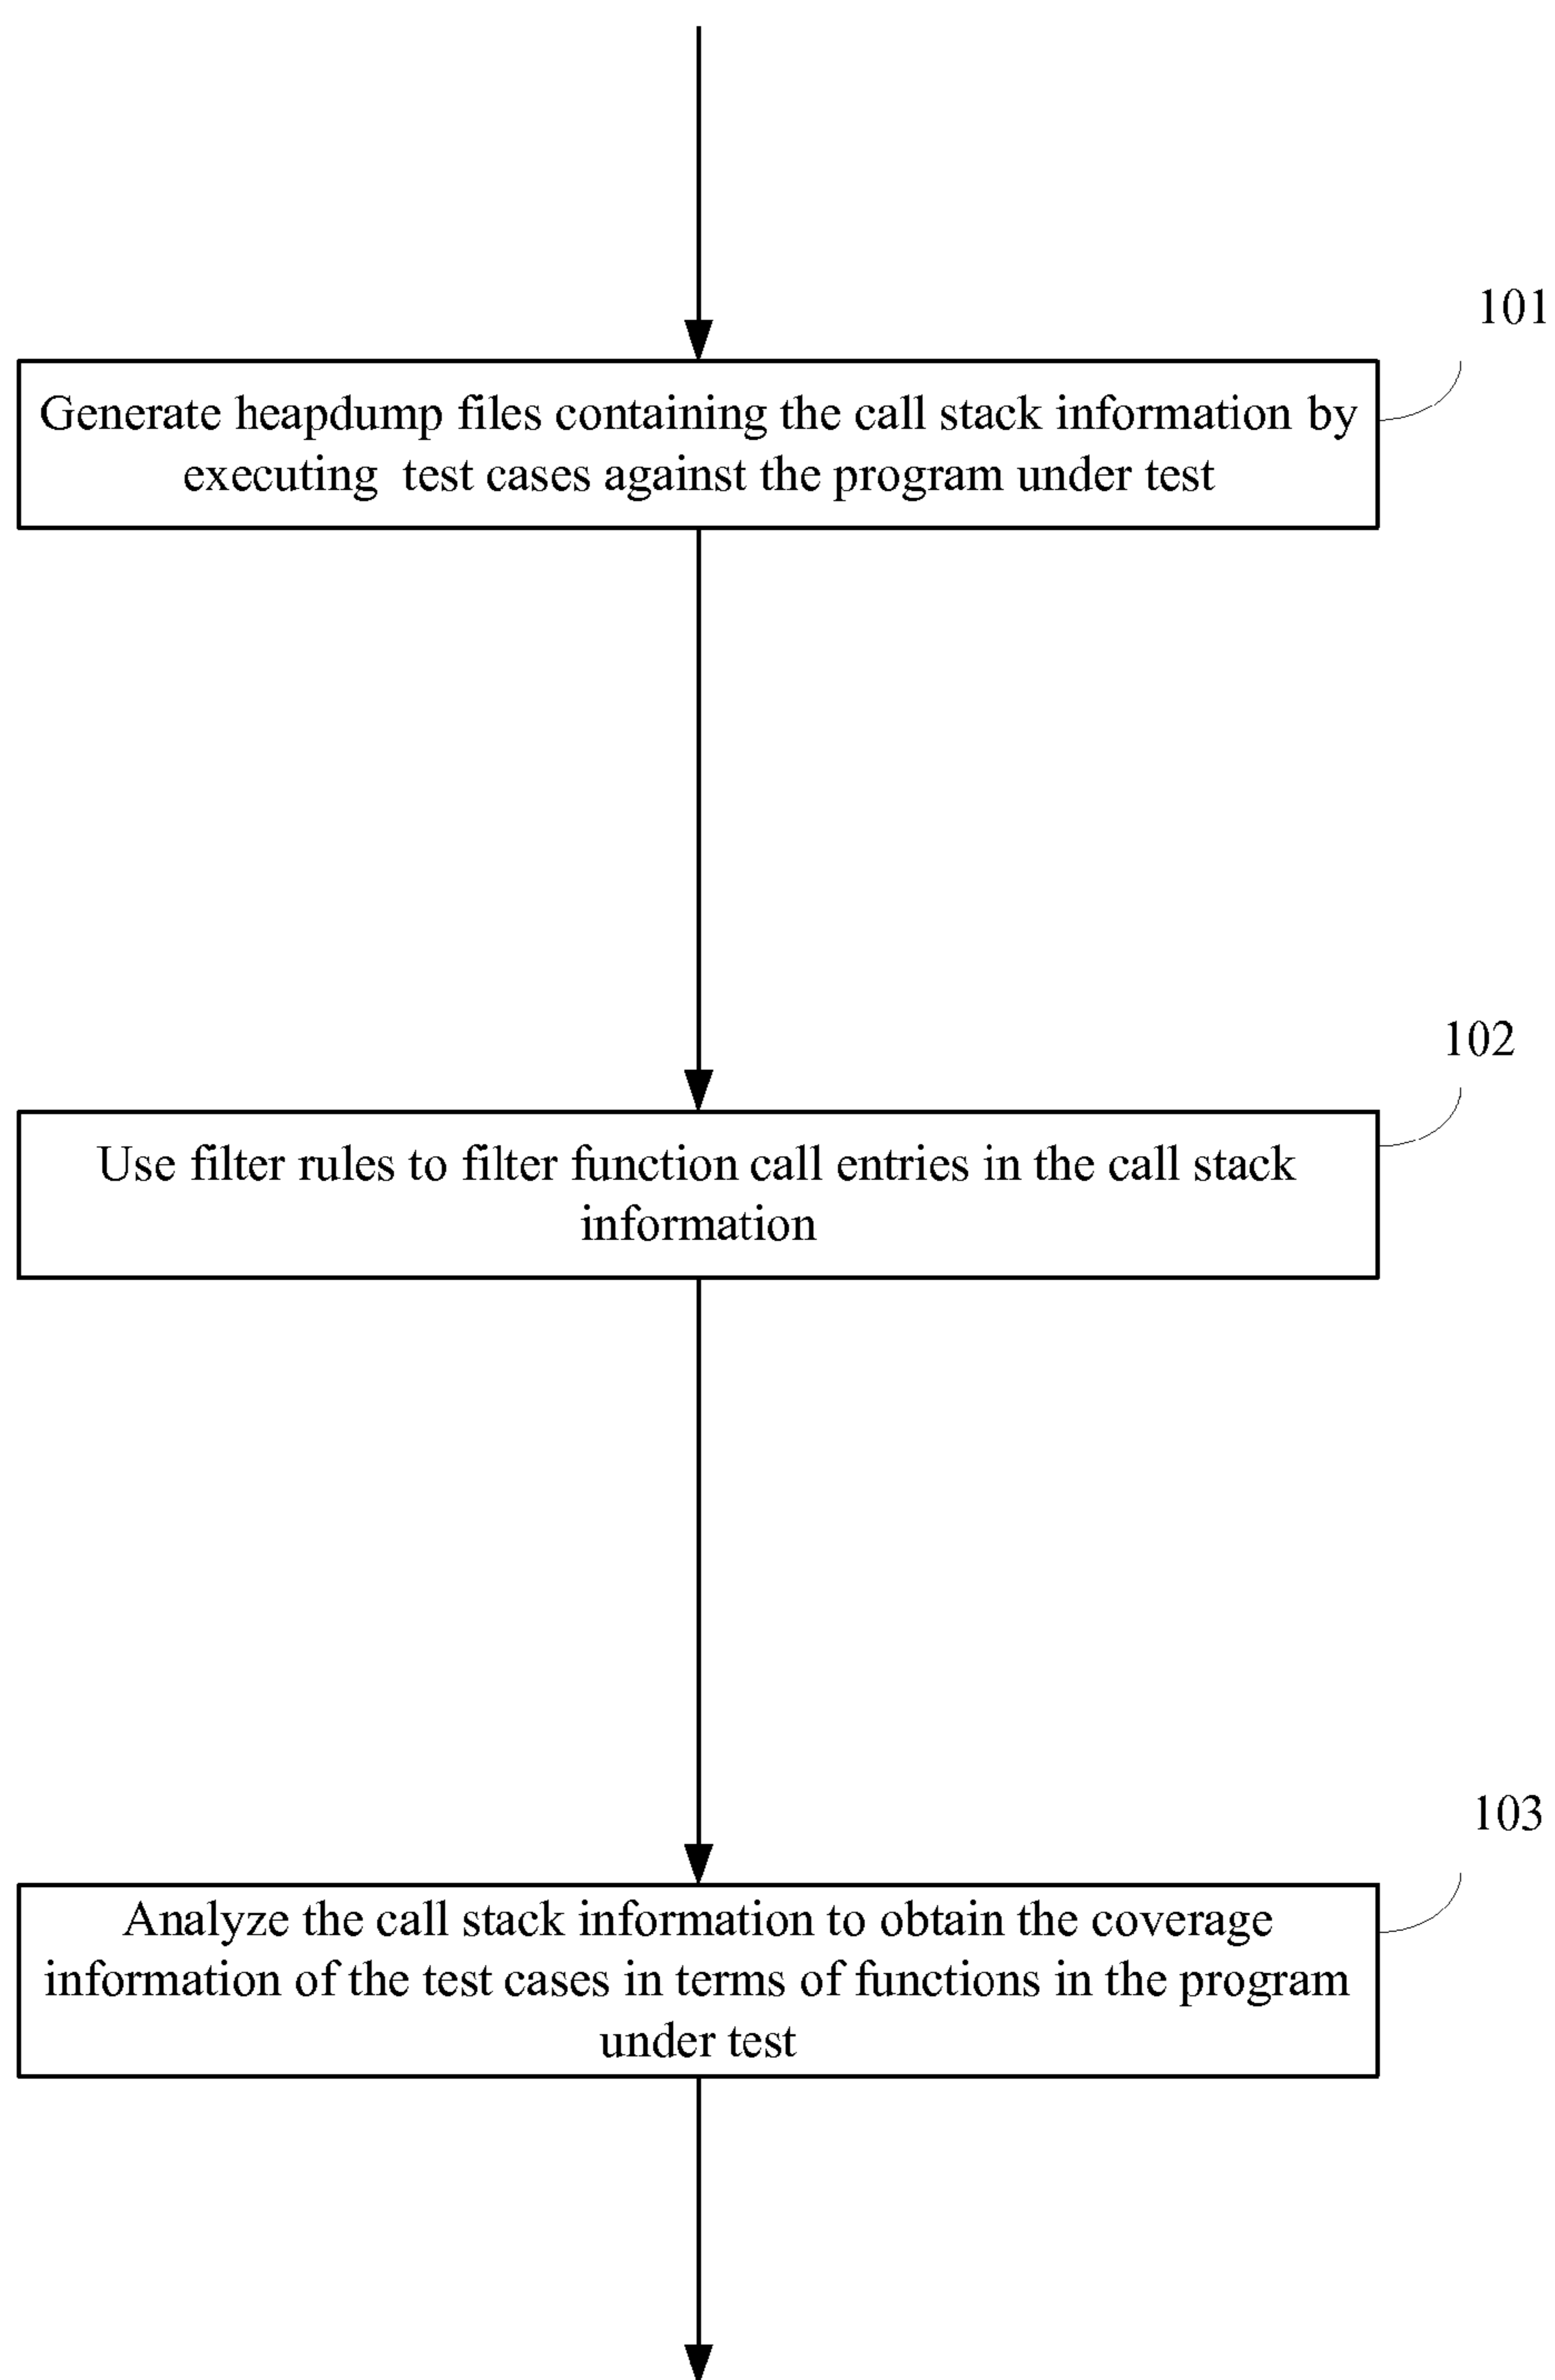 101
Generate heapdump files containing the call stack information by
executing test cases against the program under test
102
Use filter rules to filter function call entries in the call stack
information
103
Analyze the call stack information to obtain the coverage
information of the test cases in terms of functions in the program
under test